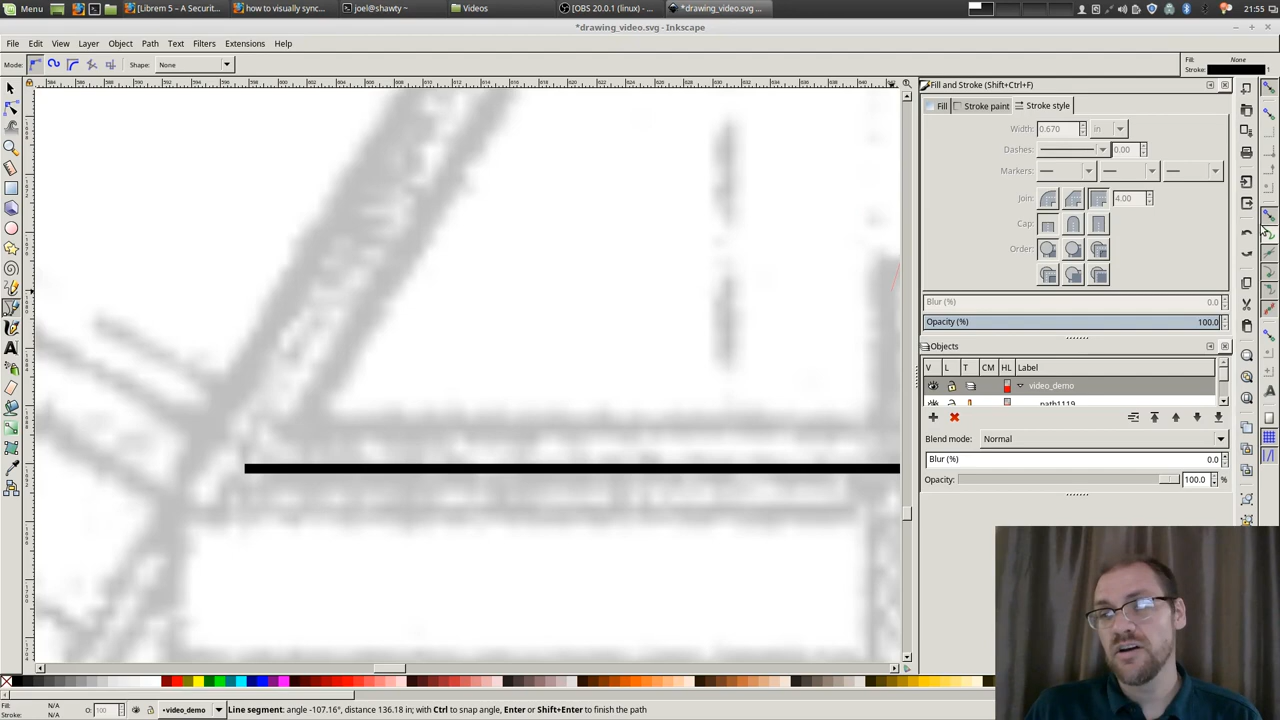 Menu
[Librem 5 – A Securit...
how to visually sync...
joel@shawty ~
Videos
[OBS 20.0.1 (linux) - ...
*drawing_video.svg ...
21:55
*drawing_video.svg - Inkscape
File Edit View Layer Object Path Text Filters Extensions Help
Mode: Shape: None
Fill: None
Stroke:
Fill and Stroke (Shift+Ctrl+F)
Fill Stroke paint Stroke style
Width: 0.670 in
Dashes: 0.00
Markers:
Join: 4.00
Cap:
Order:
Blur (%) 0.0
Opacity (%) 100.0
Objects
V L T CM HL Label
video_demo
path1119
Blend mode: Normal
Blur (%) 0.0
Opacity: 100.0 %
Fill: N/A
Stroke: N/A
O: 100
•video_demo
Line segment: angle -107.16°, distance 136.18 in; with Ctrl to snap angle, Enter or Shift+Enter to finish the path